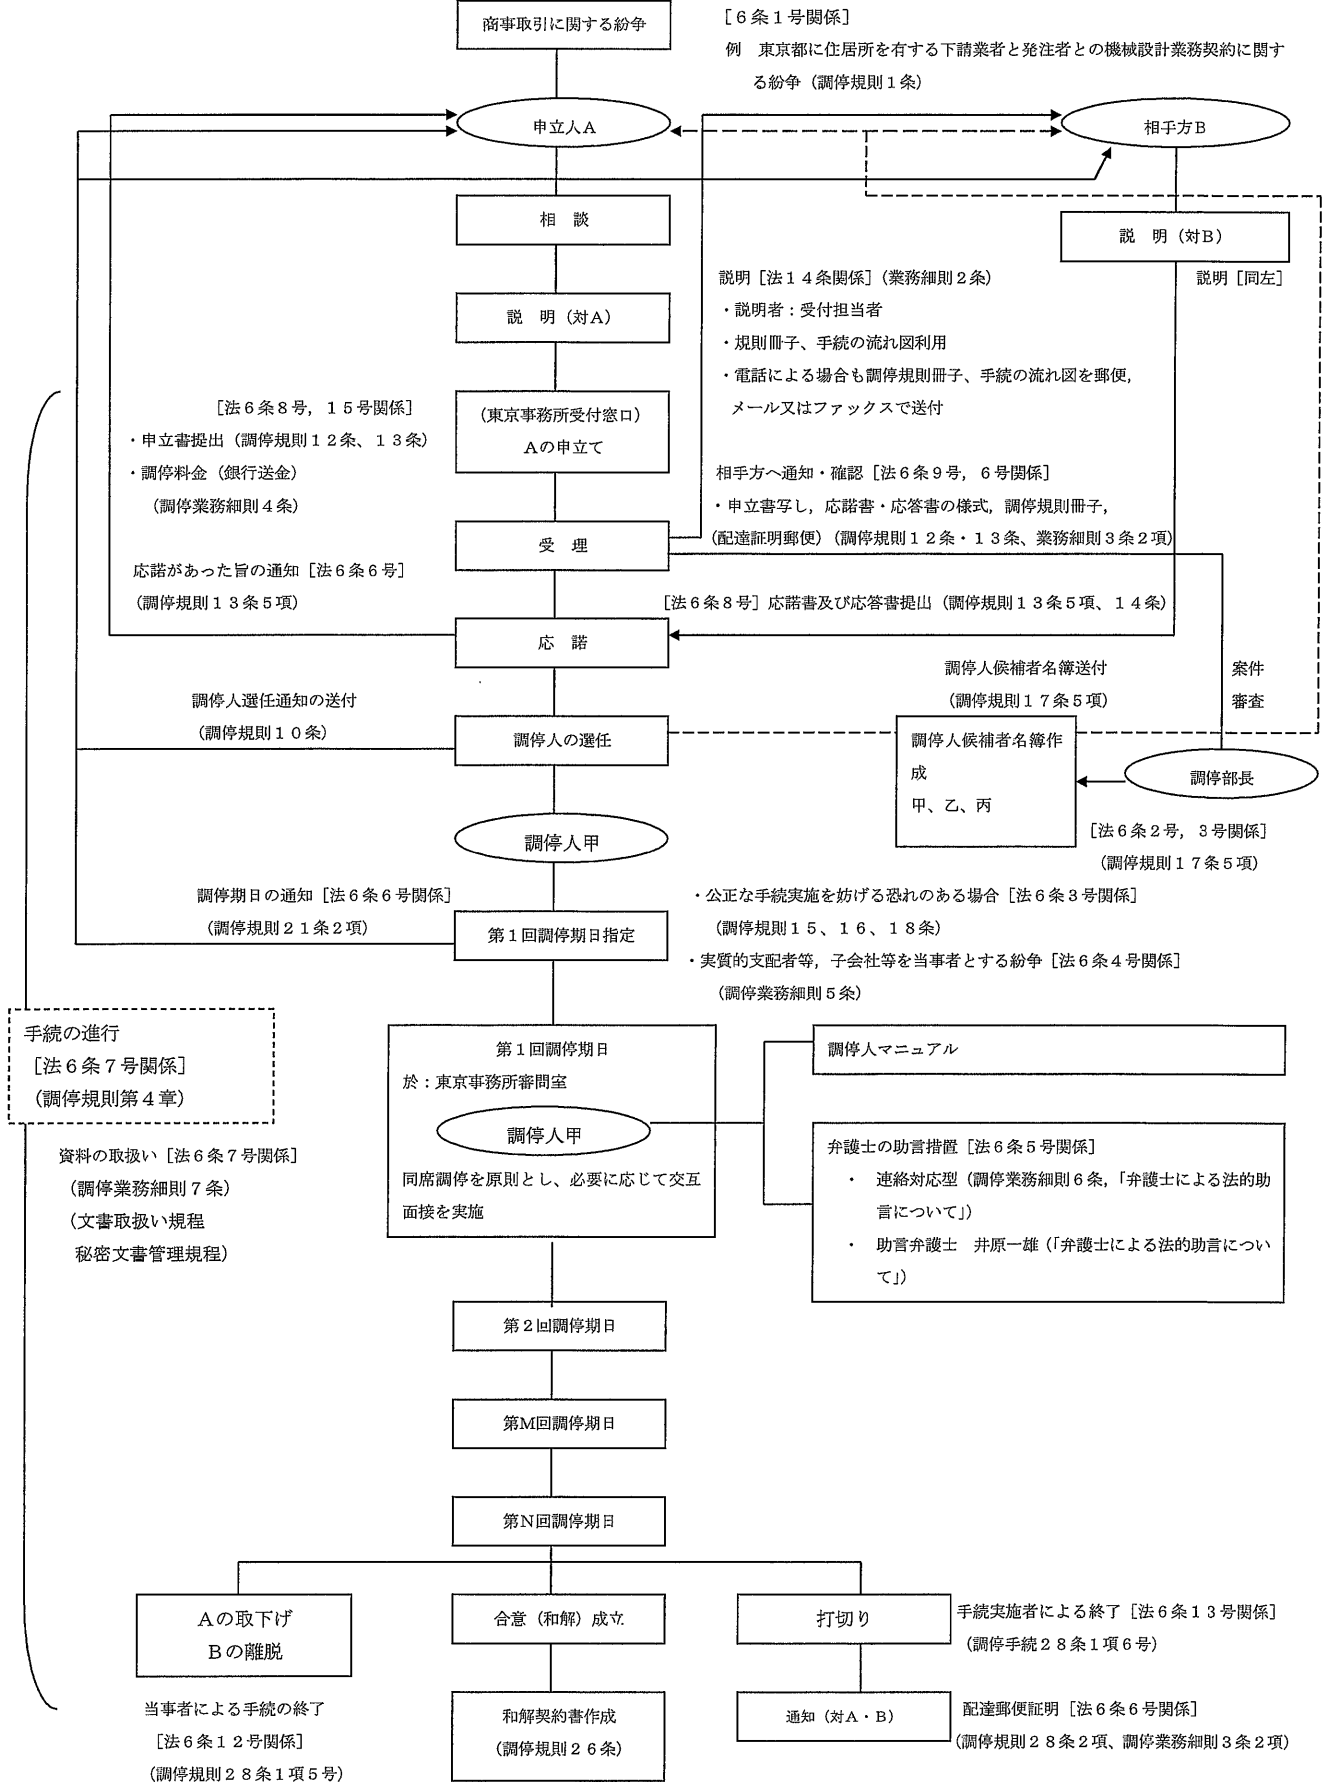 商事取引に関する紛争
［6条1号関係］
例　東京都に住居所を有する下請業者と発注者との機械設計業務契約に関す
る紛争（調停規則1条）
申立人A
相手方B
相　談
説　明（対B）
説明［同左］
説　明（対A）
説明［法14条関係］（業務細則2条）
・説明者：受付担当者
・規則冊子、手続の流れ図利用
・電話による場合も調停規則冊子、手続の流れ図を郵便，
メール又はファックスで送付
［法6条8号，15号関係］
・申立書提出（調停規則12条、13条）
・調停料金（銀行送金）
（調停業務細則4条）
（東京事務所受付窓口）
Aの申立て
相手方へ通知・確認［法6条9号，6号関係］
・申立書写し，応諾書・応答書の様式，調停規則冊子，
（配達証明郵便）（調停規則12条・13条、業務細則3条2項）
受　理
応諾があった旨の通知［法6条6号］
（調停規則13条5項）
［法6条8号］応諾書及び応答書提出（調停規則13条5項、14条）
応　諾
調停人候補者名簿送付
（調停規則17条5項）
案件
審査
調停人選任通知の送付
（調停規則10条）
調停人の選任
調停人候補者名簿作
成
甲、乙、丙
調停部長
［法6条2号，3号関係］
（調停規則17条5項）
調停人甲
調停期日の通知［法6条6号関係］
（調停規則21条2項）
第1回調停期日指定
・公正な手続実施を妨げる恐れのある場合［法6条3号関係］
（調停規則15、16、18条）
・実質的支配者等，子会社等を当事者とする紛争［法6条4号関係］
（調停業務細則5条）
手続の進行
［法6条7号関係］
（調停規則第4章）
第1回調停期日
於：東京事務所審問室
調停人甲
同席調停を原則とし、必要に応じて交互
面接を実施
調停人マニュアル
弁護士の助言措置［法6条5号関係］
・　連絡対応型（調停業務細則6条，「弁護士による法的助
言について」）
・　助言弁護士　井原一雄（「弁護士による法的助言につい
て」）
資料の取扱い［法6条7号関係］
（調停業務細則7条）
（文書取扱い規程
秘密文書管理規程）
第2回調停期日
第M回調停期日
第N回調停期日
Aの取下げ
Bの離脱
合意（和解）成立
打切り
手続実施者による終了［法6条13号関係］
（調停手続28条1項6号）
当事者による手続の終了
［法6条12号関係］
（調停規則28条1項5号）
和解契約書作成
（調停規則26条）
通知（対A・B）
配達郵便証明［法6条6号関係］
（調停規則28条2項、調停業務細則3条2項）